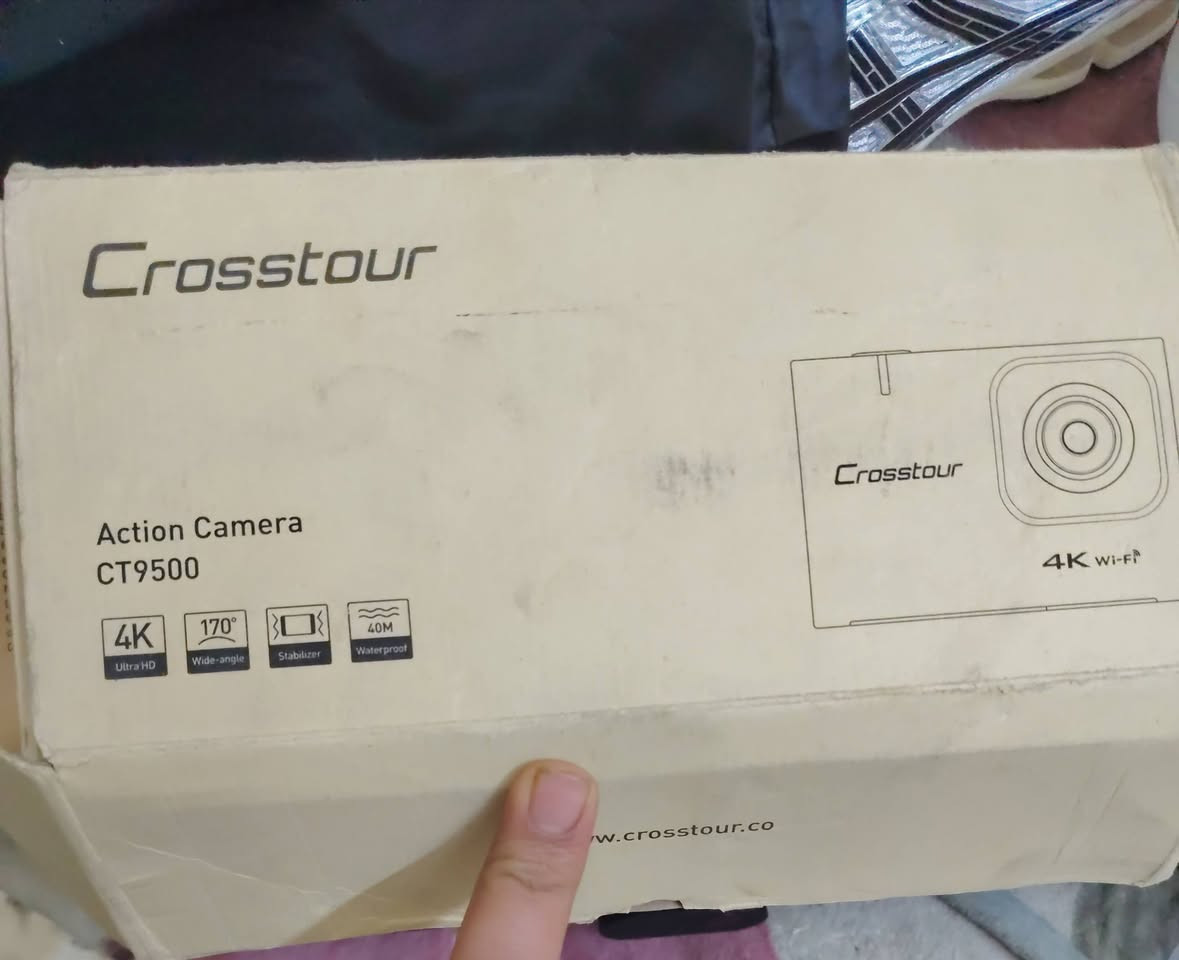 Crosstour
Action Camera
CT9500
4K
Ultra HD
170°
Wide-angle
Stabilizer
40M
Waterproof
Crosstour
4K Wi-Fi
w.crosstour.co